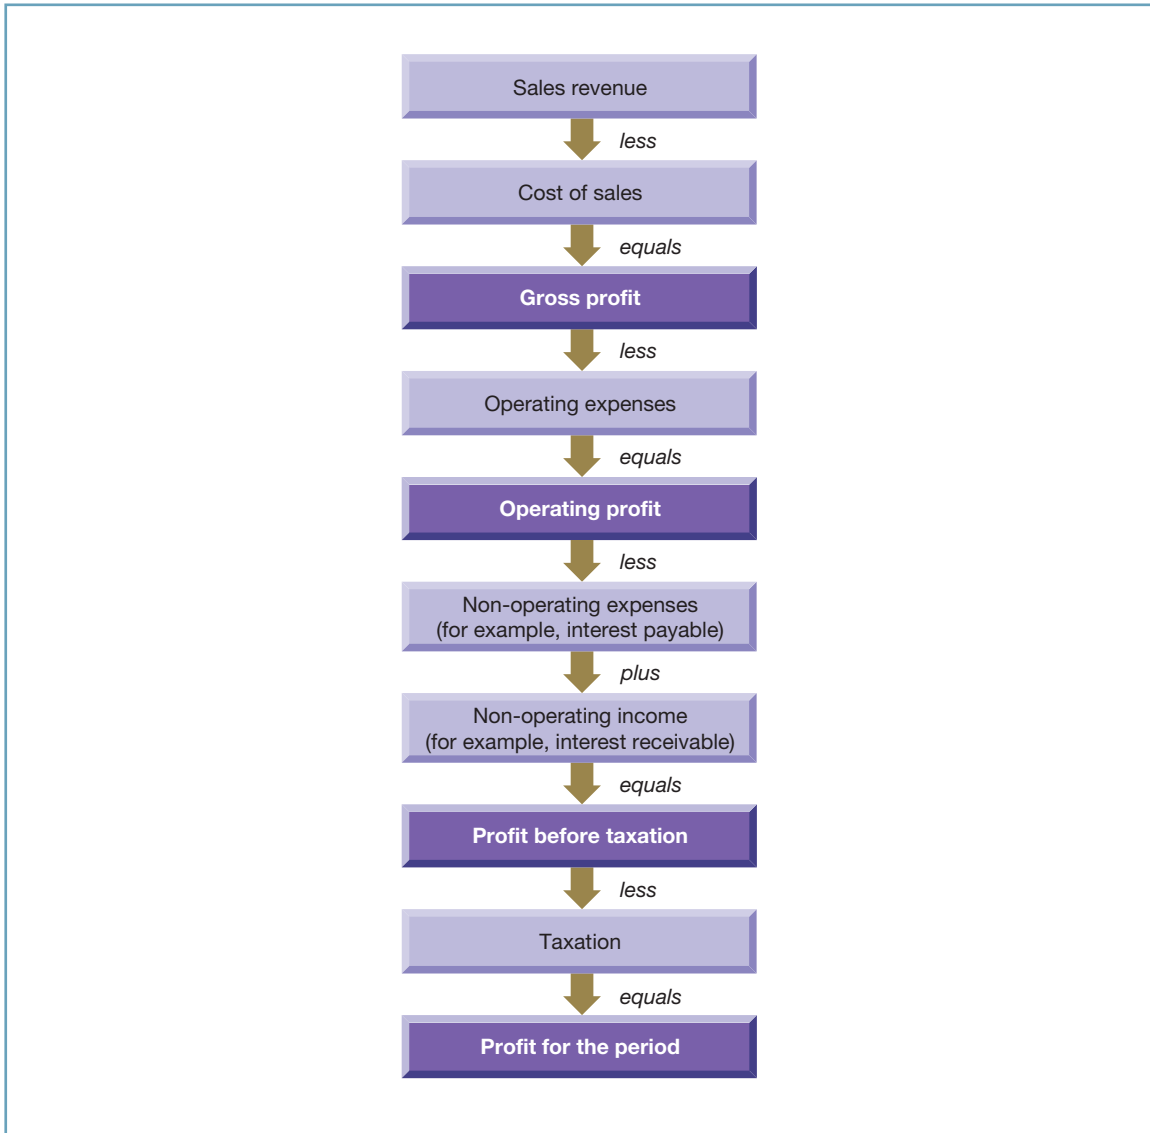 Sales revenue
less
Cost of sales
equals
Gross profit
less
Operating expenses
equals
Operating profit
less
Non-operating expenses
(for example, interest payable)
plus
Non-operating income
(for example, interest receivable)
equals
Profit before taxation
less
Taxation
equals
Profit for the period